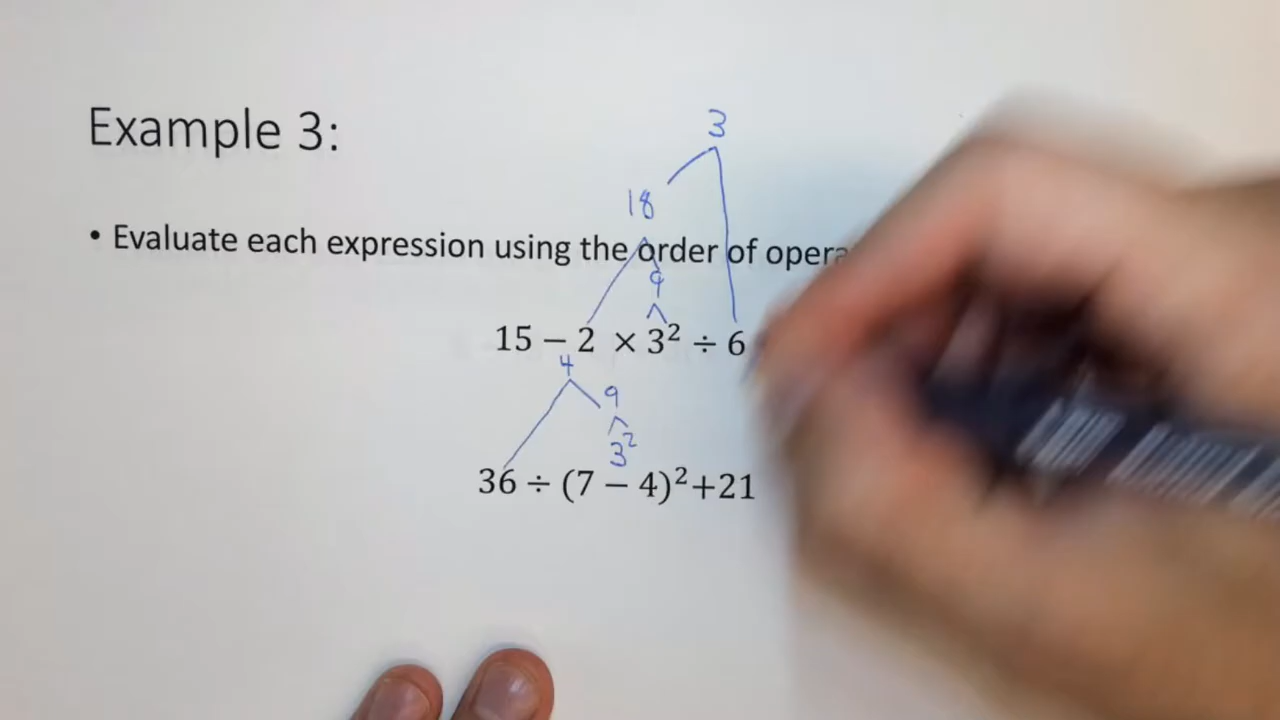 Example 3:
3
18
• Evaluate each expression using the order of opera
9
15 − 2 × 3² ÷ 6
4
9
3²
36 ÷ (7 − 4)²+21